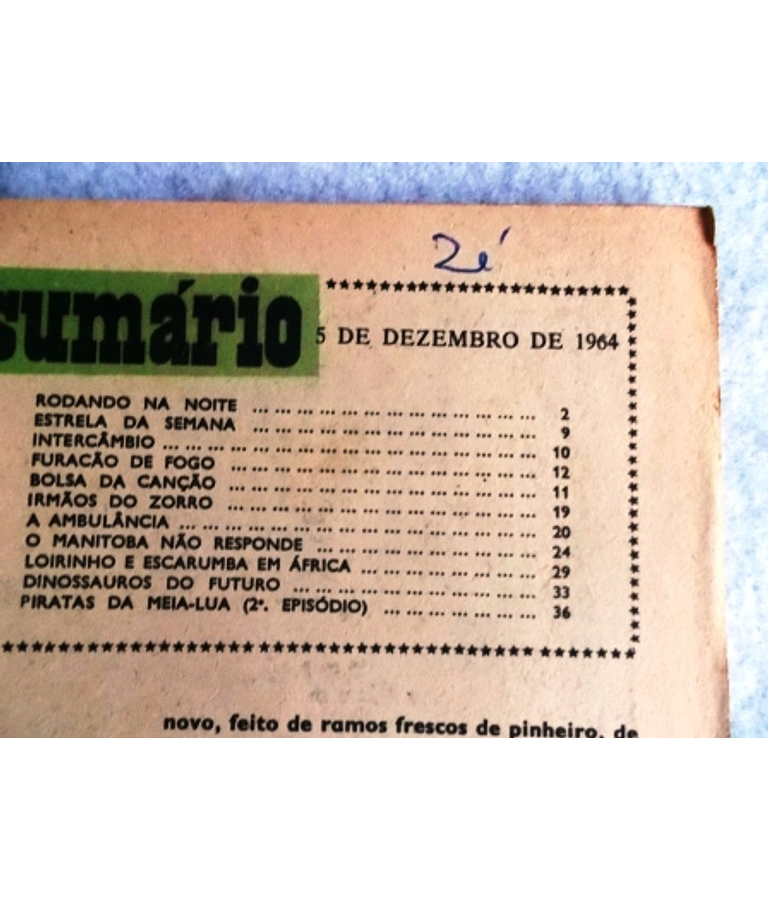 Zé
sumário
5 DE DEZEMBRO DE 1964
RODANDO NA NOITE ... ... ... ... ... ... ... ... ... ... ... ... ... 2
ESTRELA DA SEMANA ... ... ... ... ... ... ... ... ... ... ... ... ... 9
INTERCÂMBIO ... ... ... ... ... ... ... ... ... ... ... ... ... ... ... ... ... 10
FURACÃO DE FOGO ... ... ... ... ... ... ... ... ... ... ... ... ... ... 12
BOLSA DA CANÇÃO ... ... ... ... ... ... ... ... ... ... ... ... ... ... 11
IRMÃOS DO ZORRO ... ... ... ... ... ... ... ... ... ... ... ... ... ... 19
A AMBULÂNCIA ... ... ... ... ... ... ... ... ... ... ... ... ... ... ... ... 20
O MANITOBA NÃO RESPONDE ... ... ... ... ... ... ... ... ... ... 24
LOIRINHO E ESCARUMBA EM ÁFRICA ... ... ... ... ... ... ... ... 29
DINOSSAUROS DO FUTURO ... ... ... ... ... ... ... ... ... ... ... 33
PIRATAS DA MEIA-LUA (2º. EPISÓDIO) ... ... ... ... ... ... ... 36
novo, feito de ramos frescos de pinheiro, de